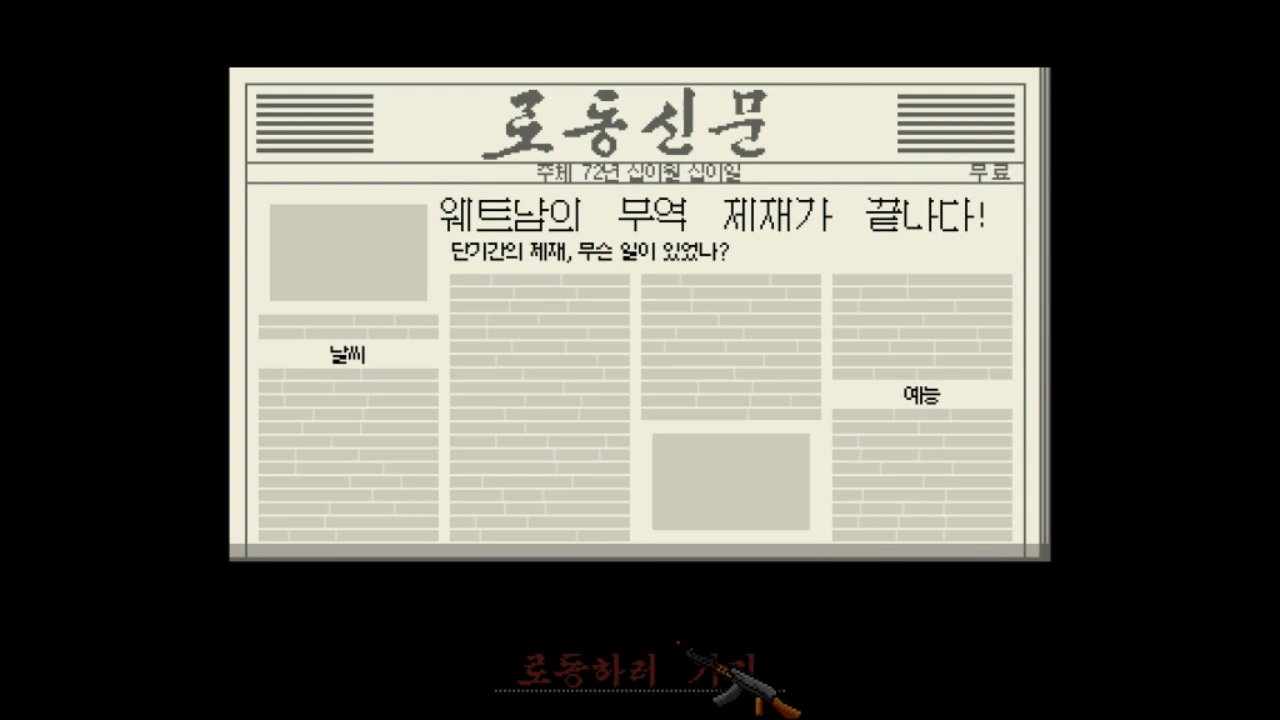 로동신문
주체 72년 십이월 십이일
무료
웨트남의 무역 제재가 끝나다!
단기간의 제재, 무슨 일이 있었나?
날씨
예능
로동하러 가기